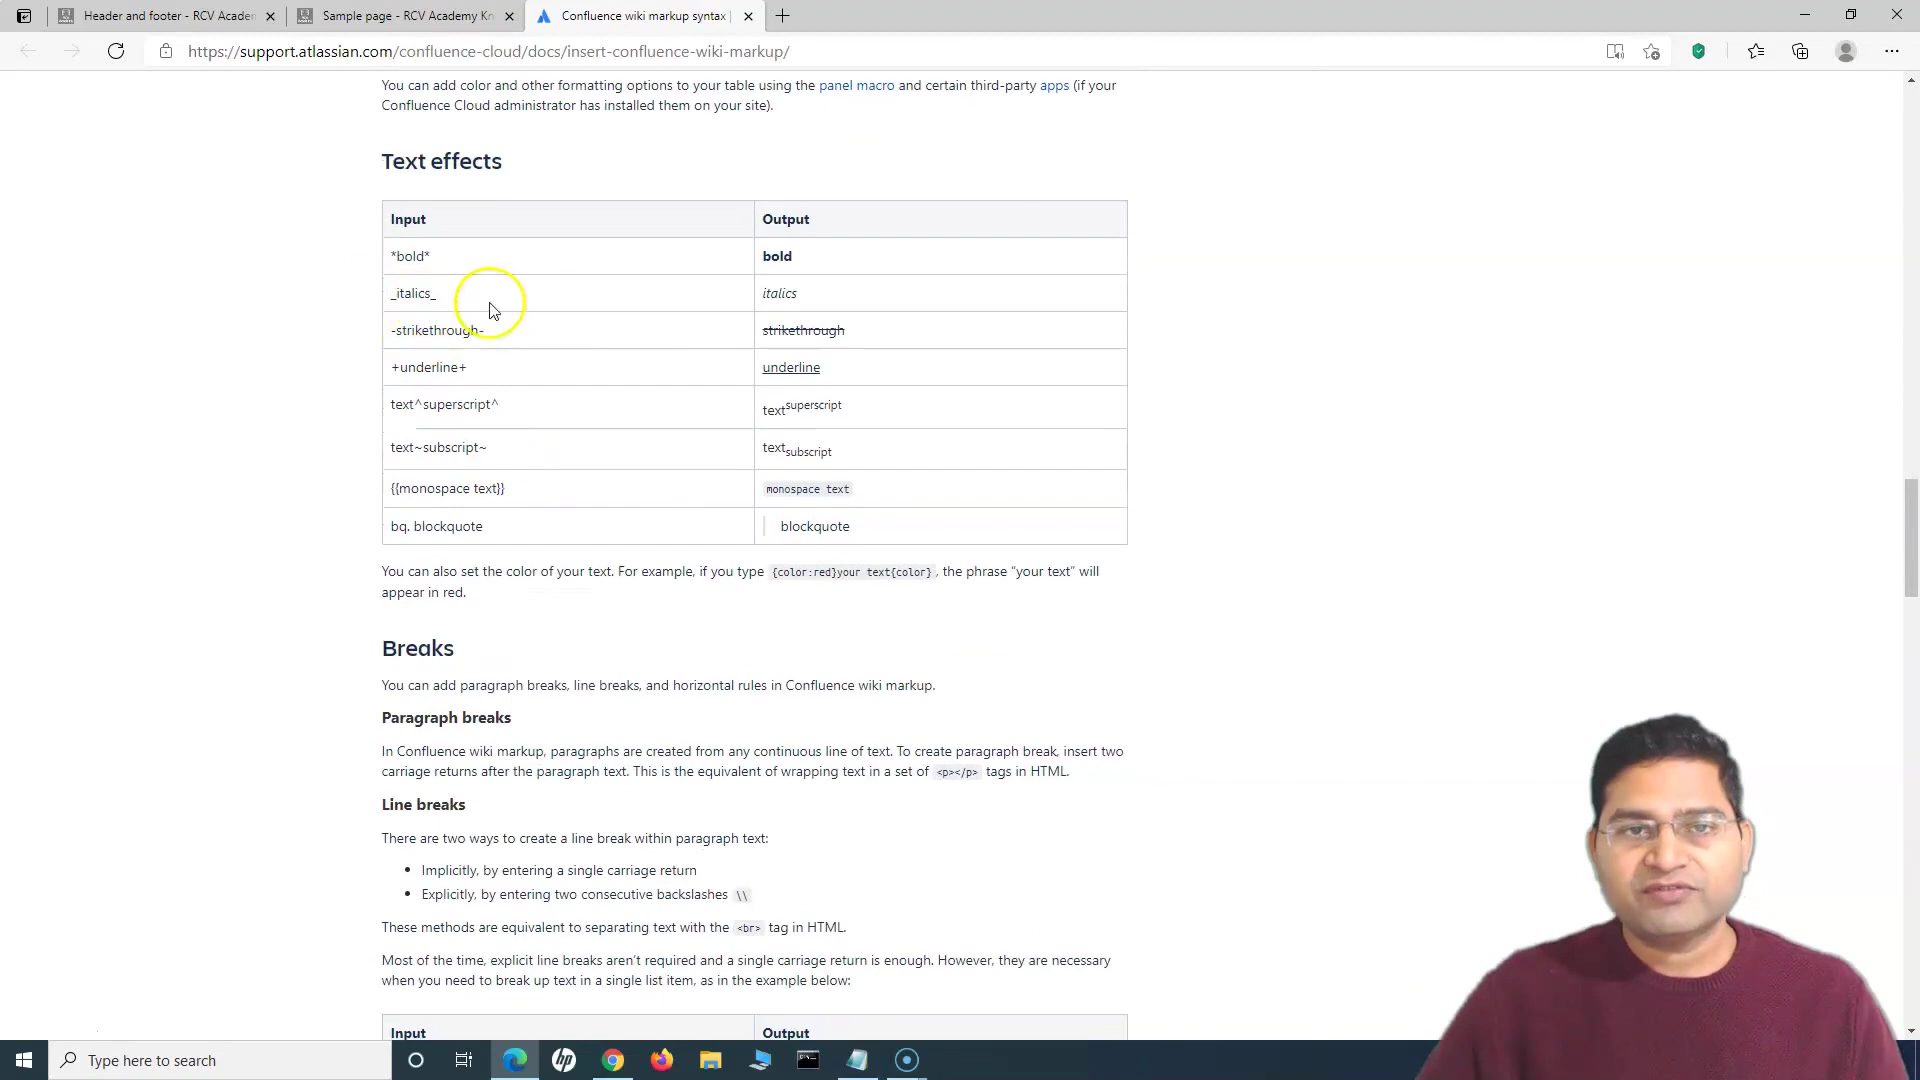 Header and footer - RCV Academ
Sample page - RCV Academy Kn
Confluence wiki markup syntax |
https://support.atlassian.com/confluence-cloud/docs/insert-confluence-wiki-markup/
You can add color and other formatting options to your table using the panel macro and certain third-party apps (if your
Confluence Cloud administrator has installed them on your site).
Text effects
Input Output
*bold* bold
_italics_ italics
-strikethrough- strikethrough
+underline+ underline
text^superscript^ textsuperscript
text~subscript~ textsubscript
{{monospace text}} monospace text
bq. blockquote blockquote
You can also set the color of your text. For example, if you type {color:red}your text{color} , the phrase “your text” will
appear in red.
Breaks
You can add paragraph breaks, line breaks, and horizontal rules in Confluence wiki markup.
Paragraph breaks
In Confluence wiki markup, paragraphs are created from any continuous line of text. To create paragraph break, insert two
carriage returns after the paragraph text. This is the equivalent of wrapping text in a set of <p></p> tags in HTML.
Line breaks
There are two ways to create a line break within paragraph text:
• Implicitly, by entering a single carriage return
• Explicitly, by entering two consecutive backslashes \\
These methods are equivalent to separating text with the <br> tag in HTML.
Most of the time, explicit line breaks aren’t required and a single carriage return is enough. However, they are necessary
when you need to break up text in a single list item, as in the example below:
Input Output
Type here to search
hp